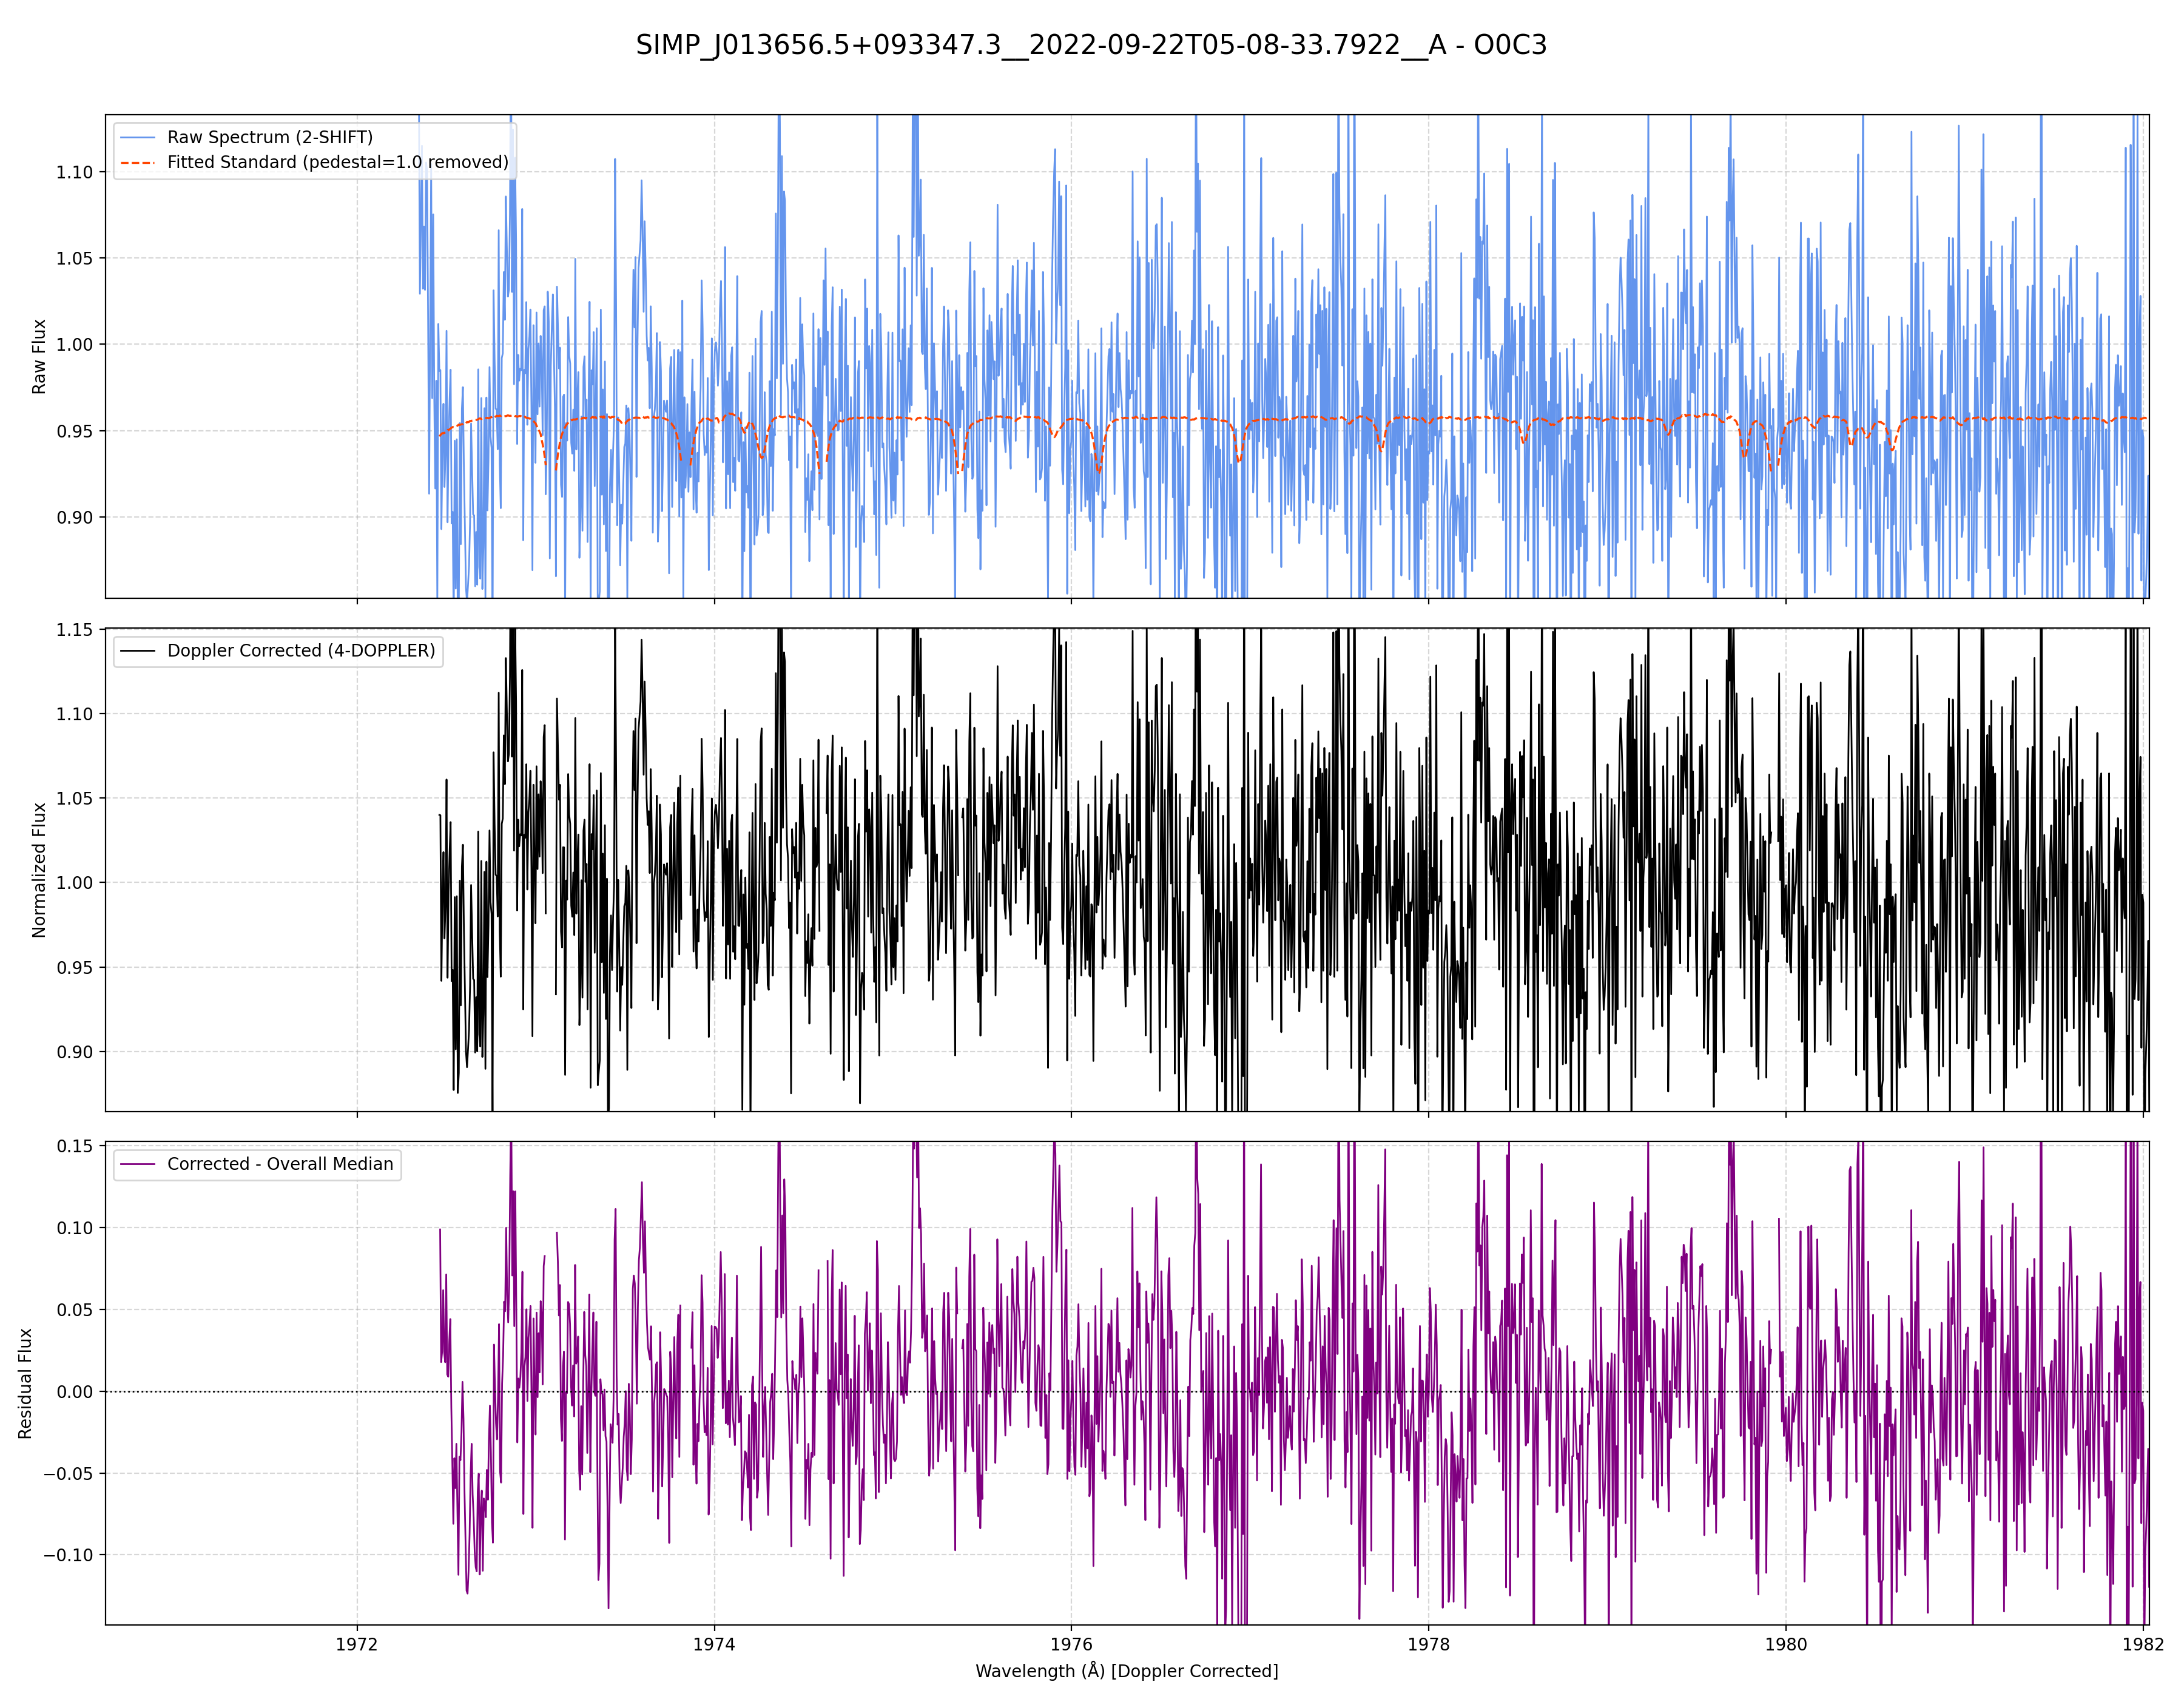 SIMP_J013656.5+093347.3__2022-09-22T05-08-33.7922__A - O0C3
Raw Spectrum (2-SHIFT)
Fitted Standard (pedestal=1.0 removed)
1.10
1.05
1.00
0.95
0.90
Raw Flux
Doppler Corrected (4-DOPPLER)
1.15
1.10
1.05
1.00
0.95
0.90
Normalized Flux
Corrected - Overall Median
0.15
0.10
0.05
0.00
−0.05
−0.10
Residual Flux
1972
1974
1976
1978
1980
1982
Wavelength (Å) [Doppler Corrected]